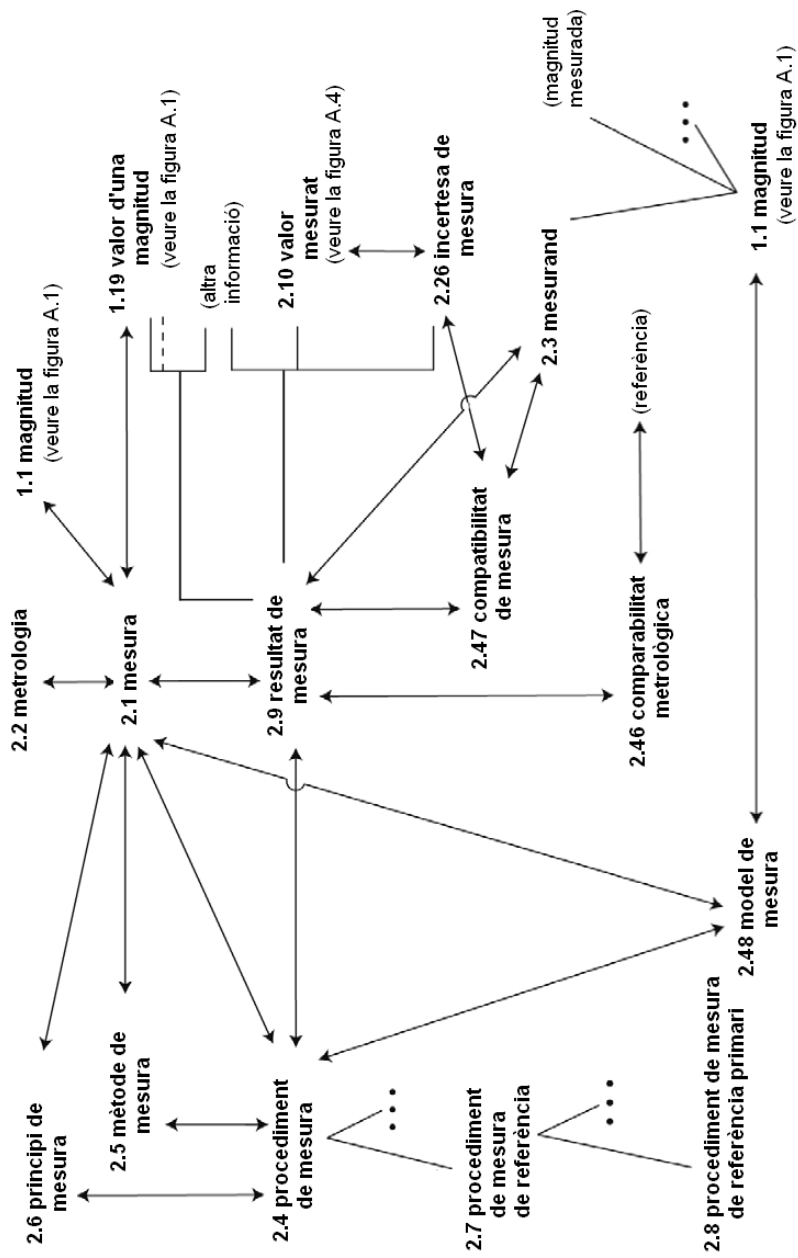 2.6 principi de
mesura
2.5 mètode de
mesura
2.4 procediment
de mesura
2.7 procediment
de mesura
de referència
2.8 procediment de mesura
de referència primari
2.2 metrologia
2.1 mesura
2.9 resultat de
mesura
2.47 compatibilitat
de mesura
2.46 comparabilitat
metrològica
2.48 model de
mesura
1.1 magnitud
(veure la figura A.1)
1.19 valor d'una
magnitud
(veure la figura A.1)
(altra
informació)
2.10 valor
mesurat
(veure la figura A.4)
2.26 incertesa de
mesura
2.3 mesurand
(referència)
(magnitud
mesurada)
1.1 magnitud
(veure la figura A.1)